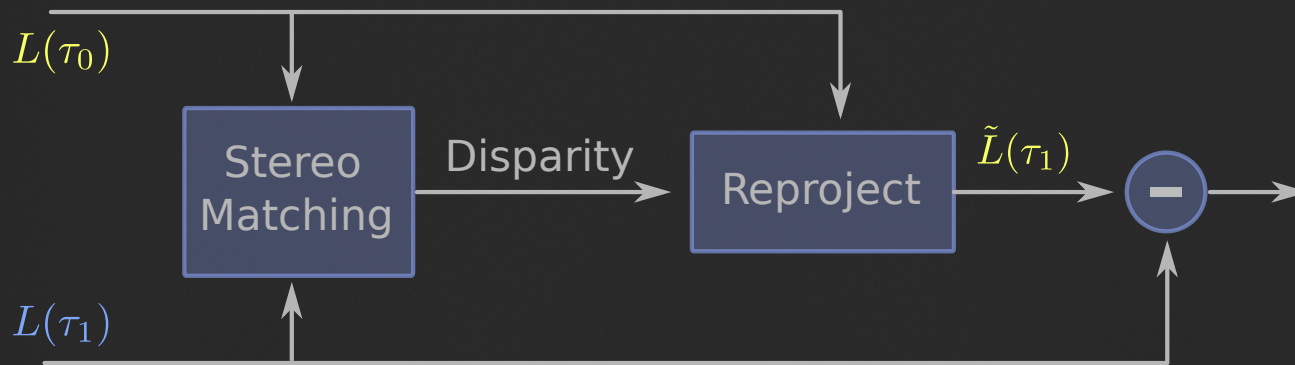 L(τ₀)
Stereo
Matching
Disparity
Reproject
L̃(τ₁)
−
L(τ₁)